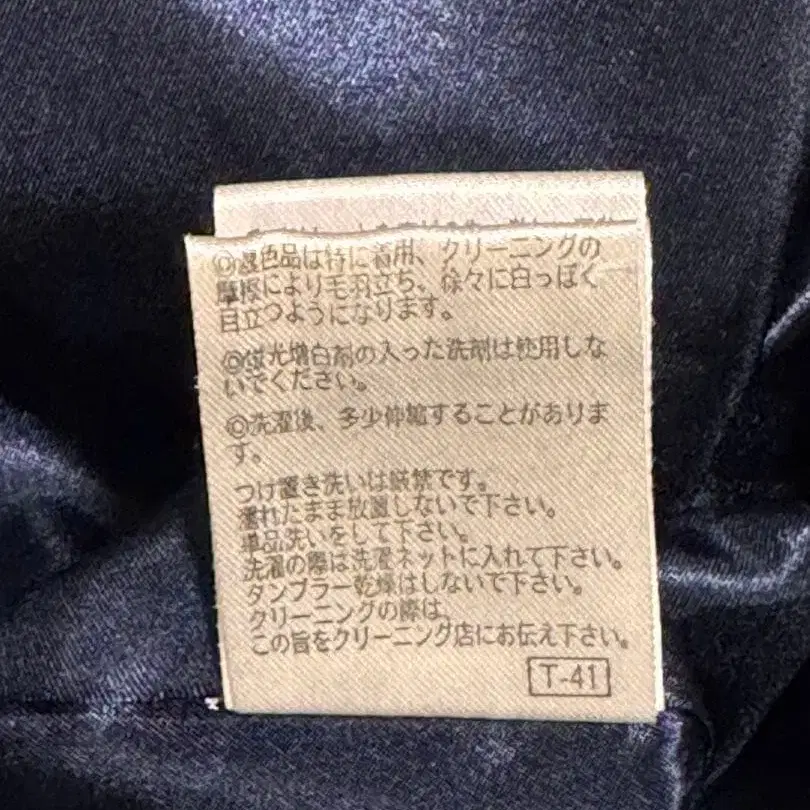 ◎濃色品は特に着用、クリーニングの
摩擦により毛羽立ち、徐々に白っぽく
目立つようになります。
◎蛍光増白剤の入った洗剤は使用しな
いでください。
◎洗濯後、多少伸縮することがありま
す。
つけ置き洗いは厳禁です。
濡れたまま放置しないで下さい。
単品洗いをして下さい。
洗濯の際は洗濯ネットに入れて下さい。
タンブラー乾燥はしないで下さい。
クリーニングの際は、
この旨をクリーニング店にお伝え下さい。
T-41